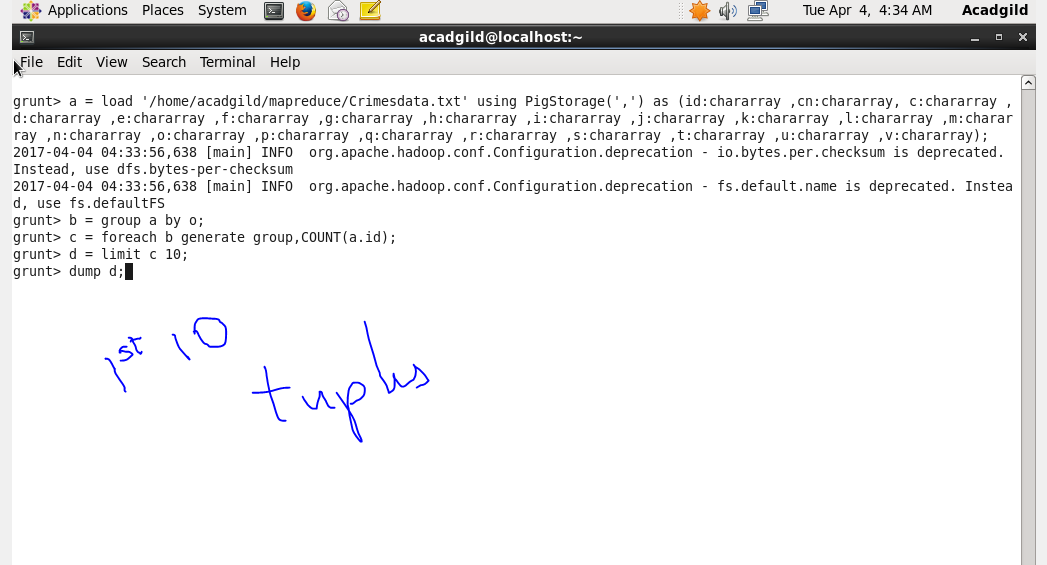 Applications Places System Tue Apr 4, 4:34 AM Acadgild
acadgild@localhost:~
File Edit View Search Terminal Help
grunt> a = load '/home/acadgild/mapreduce/Crimesdata.txt' using PigStorage(',') as (id:chararray ,cn:chararray, c:chararray ,
d:chararray ,e:chararray ,f:chararray ,g:chararray ,h:chararray ,i:chararray ,j:chararray ,k:chararray ,l:chararray ,m:charar
ray ,n:chararray ,o:chararray ,p:chararray ,q:chararray ,r:chararray ,s:chararray ,t:chararray ,u:chararray ,v:chararray);
2017-04-04 04:33:56,638 [main] INFO  org.apache.hadoop.conf.Configuration.deprecation - io.bytes.per.checksum is deprecated.
Instead, use dfs.bytes-per-checksum
2017-04-04 04:33:56,638 [main] INFO  org.apache.hadoop.conf.Configuration.deprecation - fs.default.name is deprecated. Instea
d, use fs.defaultFS
grunt> b = group a by o;
grunt> c = foreach b generate group,COUNT(a.id);
grunt> d = limit c 10;
grunt> dump d;
1st 10
tuples